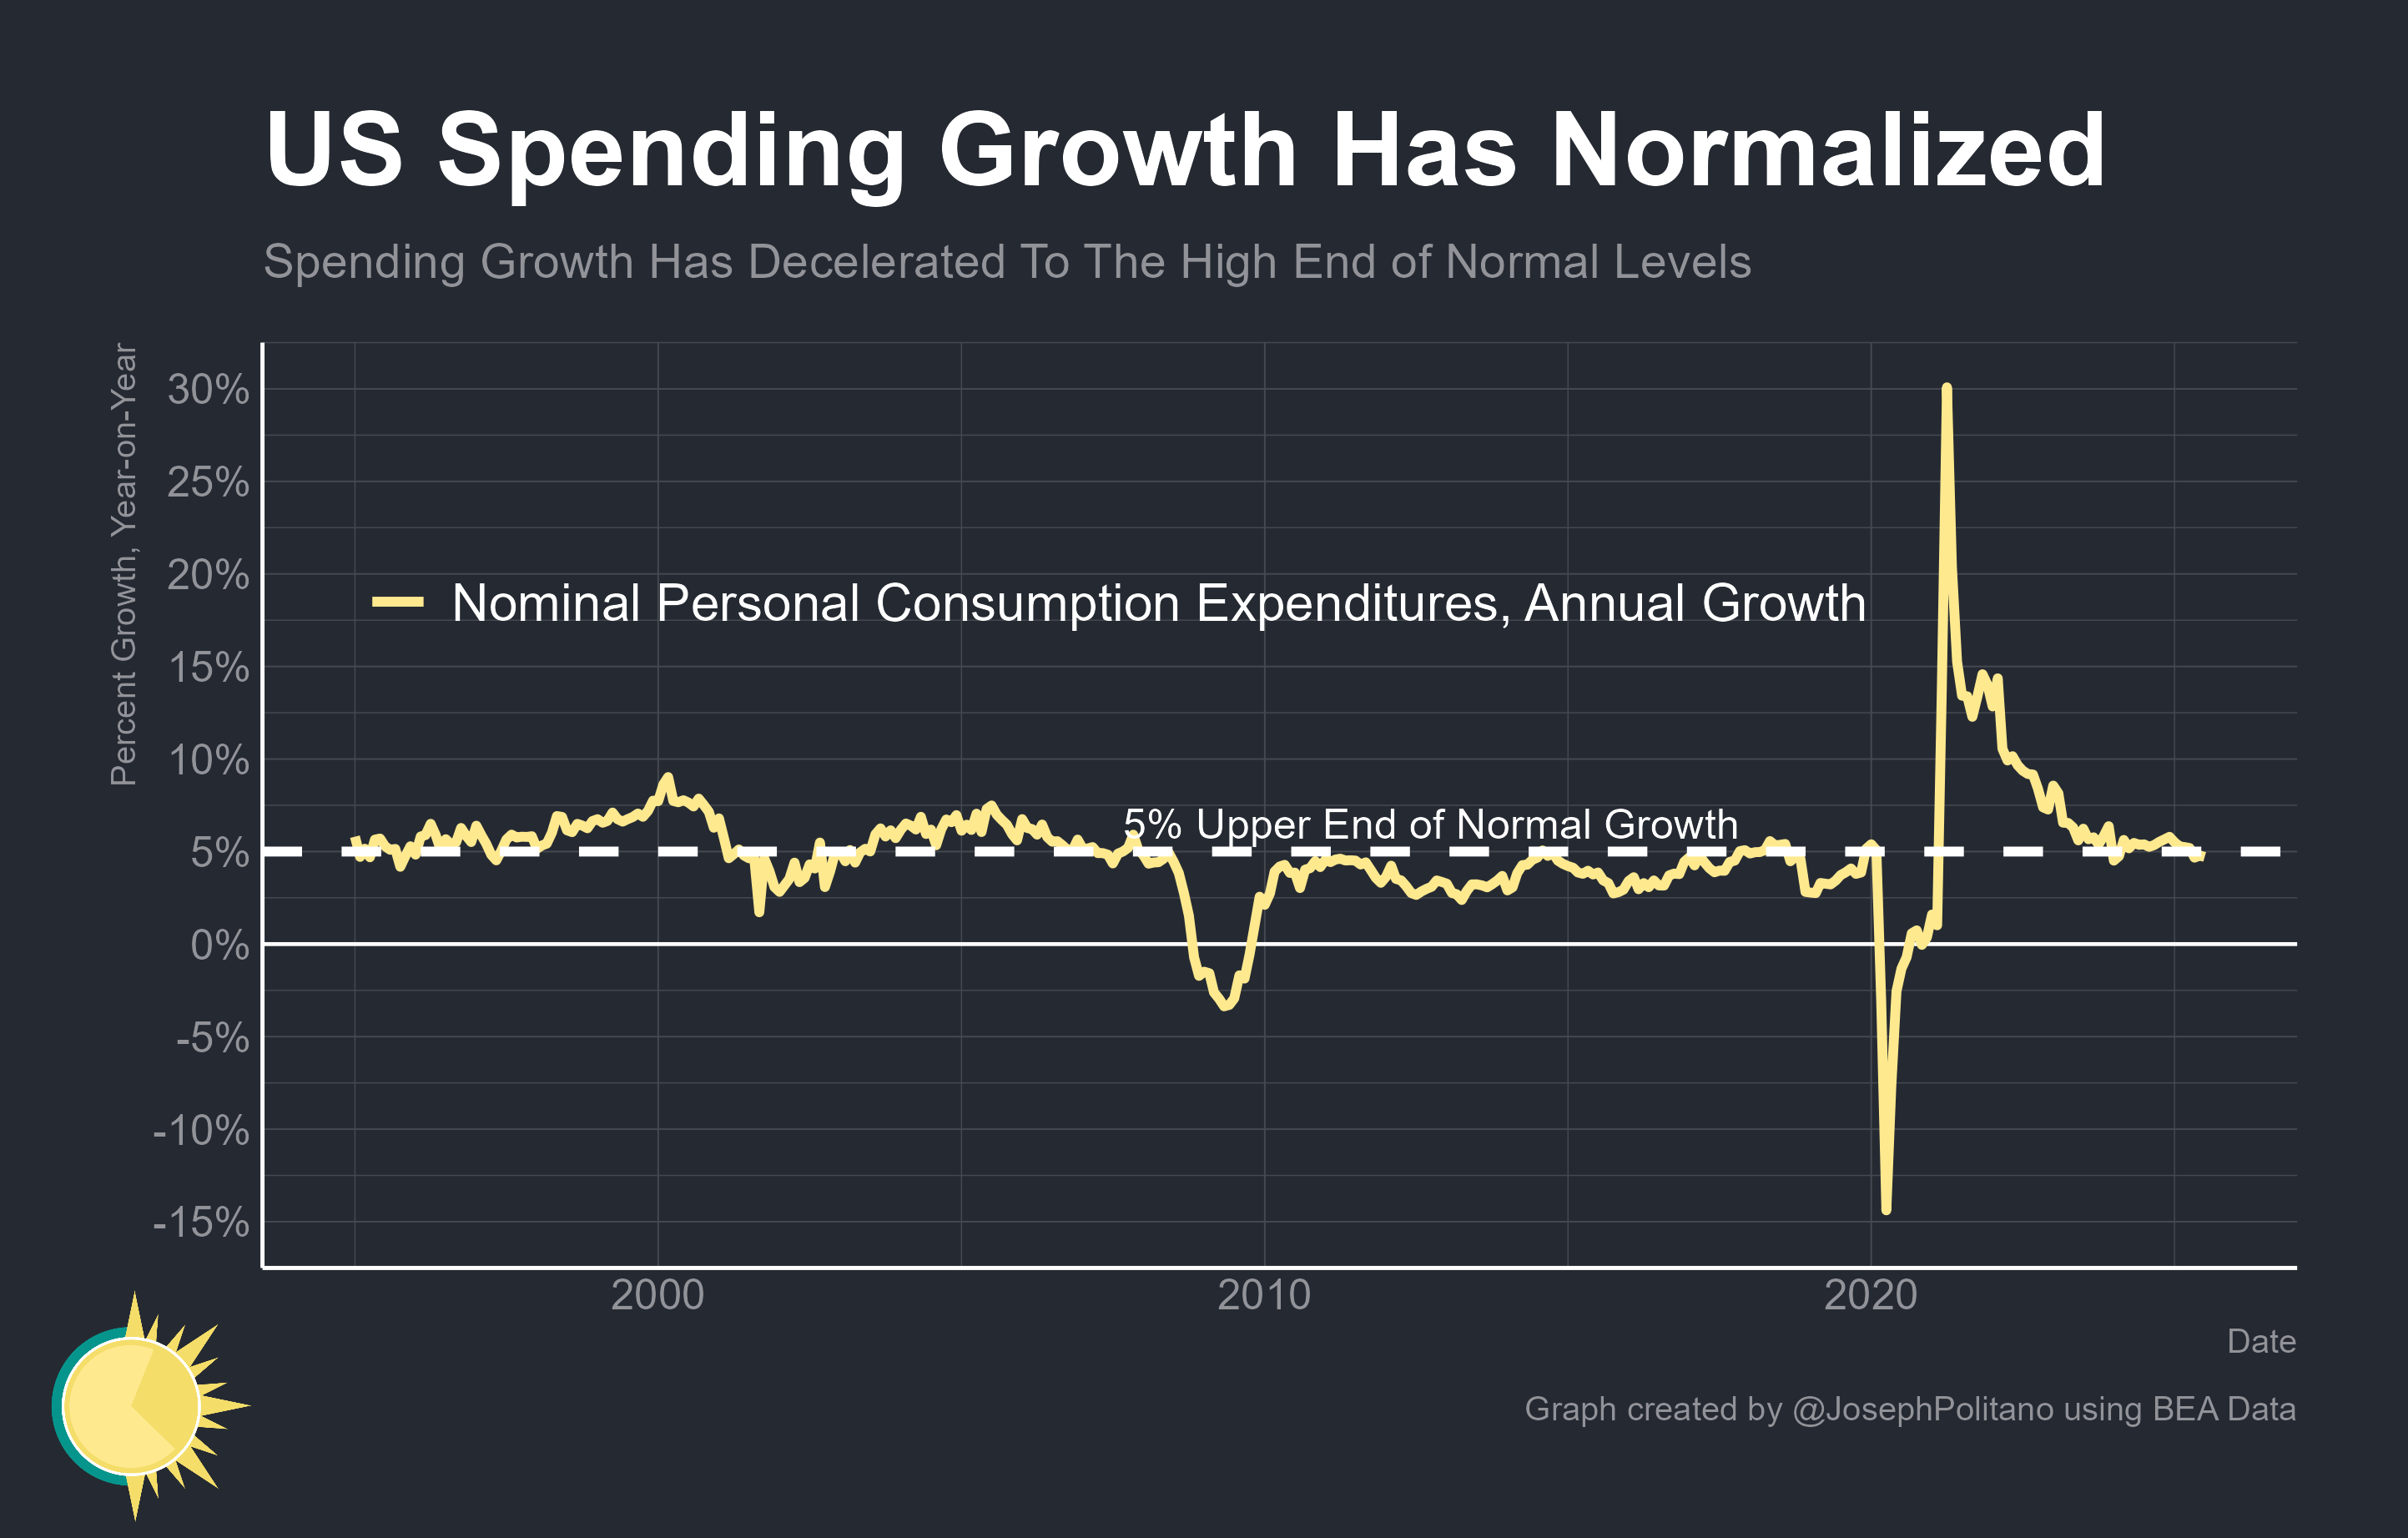 US Spending Growth Has Normalized
Spending Growth Has Decelerated To The High End of Normal Levels
Percent Growth, Year-on-Year
30%
25%
20%
Nominal Personal Consumption Expenditures, Annual Growth
15%
10%
5% Upper End of Normal Growth
5%
0%
-5%
-10%
-15%
2000
2010
2020
Date
Graph created by @JosephPolitano using BEA Data